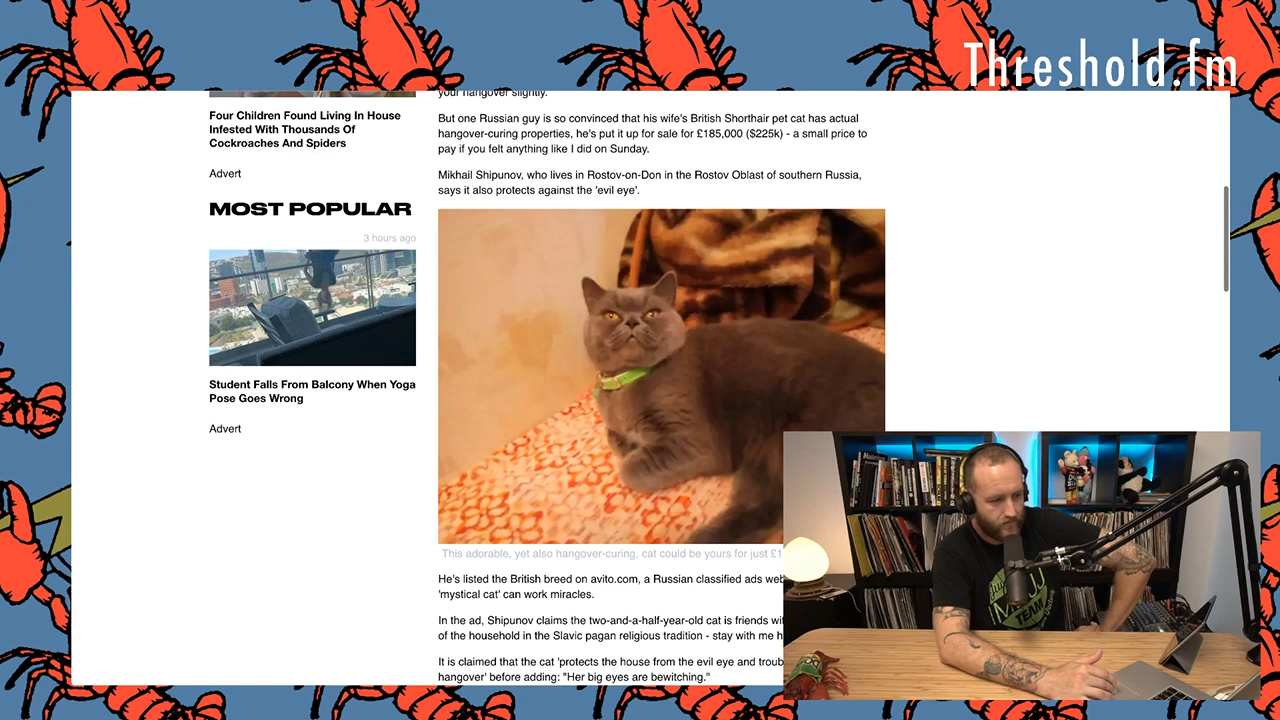 Threshold.fm
your hangover slightly.
Four Children Found Living In House
Infested With Thousands Of
Cockroaches And Spiders
Advert
MOST POPULAR
3 hours ago
Student Falls From Balcony When Yoga
Pose Goes Wrong
Advert
But one Russian guy is so convinced that his wife's British Shorthair pet cat has actual
hangover-curing properties, he's put it up for sale for £185,000 ($225k) - a small price to
pay if you felt anything like I did on Sunday.
Mikhail Shipunov, who lives in Rostov-on-Don in the Rostov Oblast of southern Russia,
says it also protects against the 'evil eye'.
This adorable, yet also hangover-curing, cat could be yours for just £1
He's listed the British breed on avito.com, a Russian classified ads
'mystical cat' can work miracles.
In the ad, Shipunov claims the two-and-a-half-year-old cat is friends
of the household in the Slavic pagan religious tradition - stay with me
It is claimed that the cat 'protects the house from the evil eye and
hangover' before adding: "Her big eyes are bewitching."
TEAM